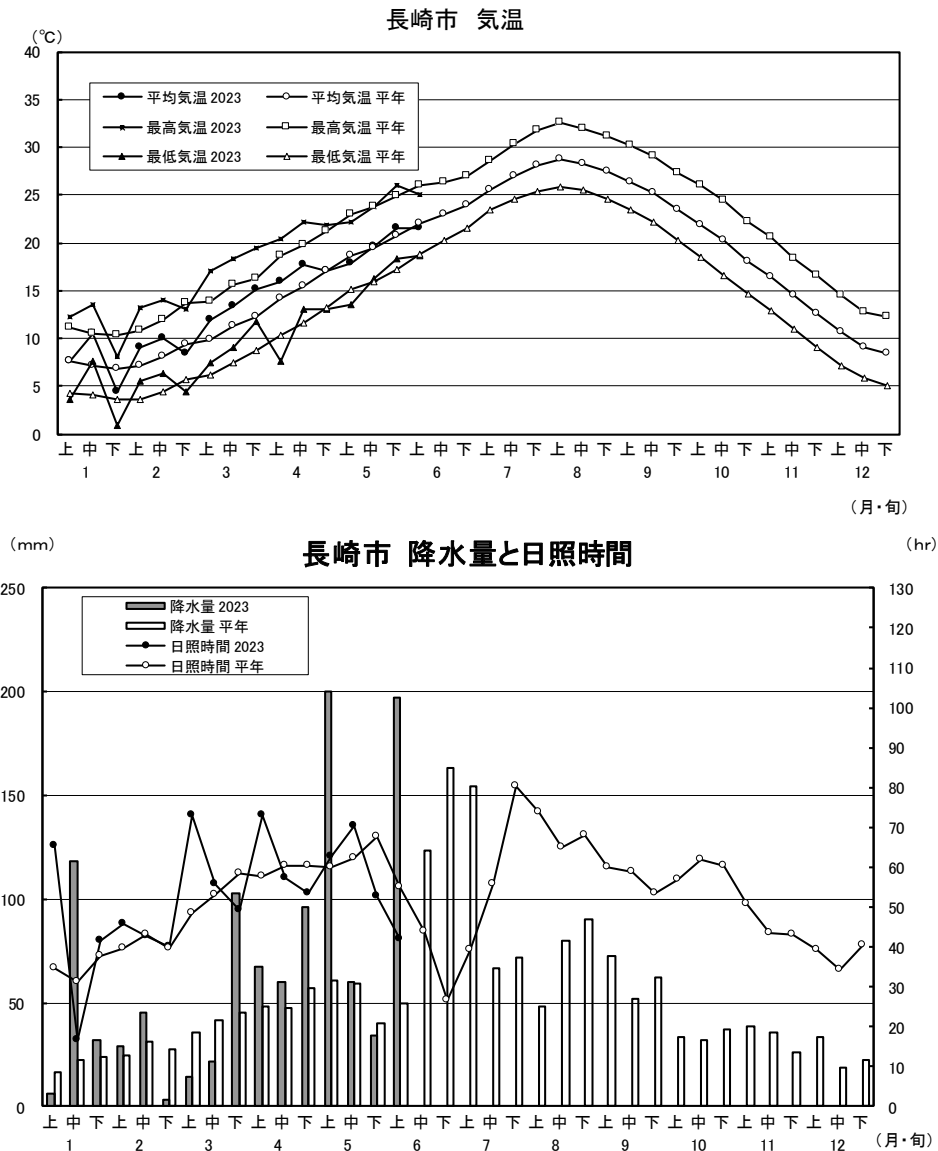 長崎市　気温
（℃）
40
35
30
25
20
15
10
5
0
平均気温 2023　平均気温 平年
最高気温 2023　最高気温 平年
最低気温 2023　最低気温 平年
上 中 下 上 中 下 上 中 下 上 中 下 上 中 下 上 中 下 上 中 下 上 中 下 上 中 下 上 中 下 上 中 下 上 中 下
1 2 3 4 5 6 7 8 9 10 11 12
（月・旬）
（mm）　長崎市 降水量と日照時間　（hr）
250
200
150
100
50
0
降水量 2023
降水量 平年
日照時間 2023
日照時間 平年
130
120
110
100
90
80
70
60
50
40
30
20
10
0
上 中 下 上 中 下 上 中 下 上 中 下 上 中 下 上 中 下 上 中 下 上 中 下 上 中 下 上 中 下 上 中 下 上 中 下
1 2 3 4 5 6 7 8 9 10 11 12
（月・旬）